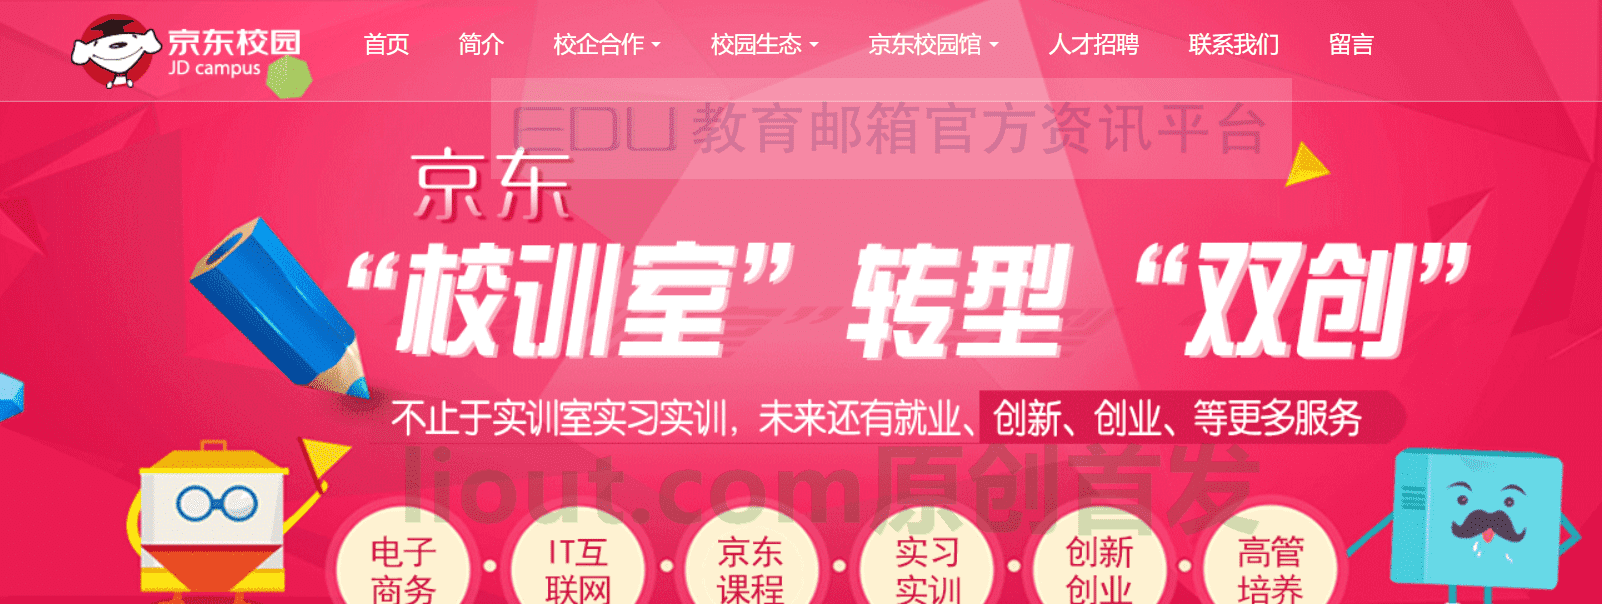 京东校园
JD campus
首页 简介 校企合作 校园生态 京东校园馆 人才招聘 联系我们 留言
EDU教育邮箱官方资讯平台
京东
“校训室”转型“双创”
不止于实训室实习实训，未来还有就业、创新、创业、等更多服务
liout.com原创首发
电子
商务
IT互
联网
京东
课程
实习
实训
创新
创业
高管
培养